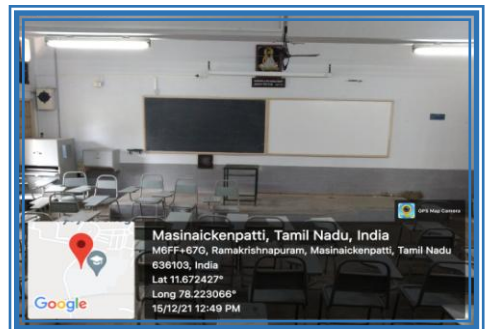 GPS Map Camera
Masinaickenpatti, Tamil Nadu, India
M6FF+67G, Ramakrishnapuram, Masinaickenpatti, Tamil Nadu
636103, India
Lat 11.672427°
Long 78.223066°
15/12/21 12:49 PM
Google